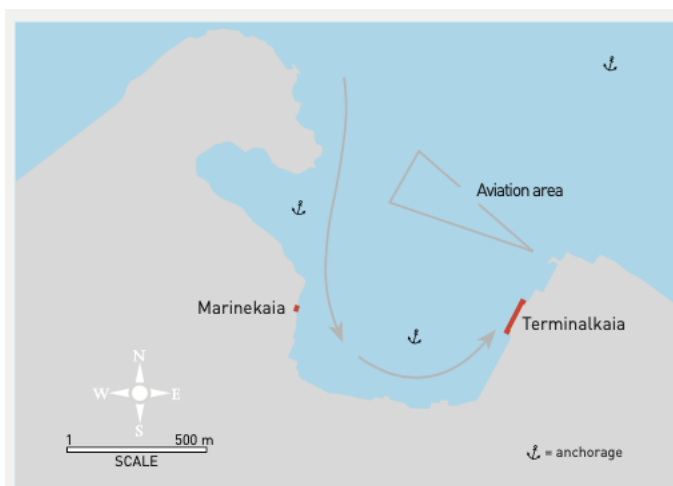 Aviation area
Marinekaia
Terminalkaia
N
W E
S
1 500 m
SCALE
= anchorage